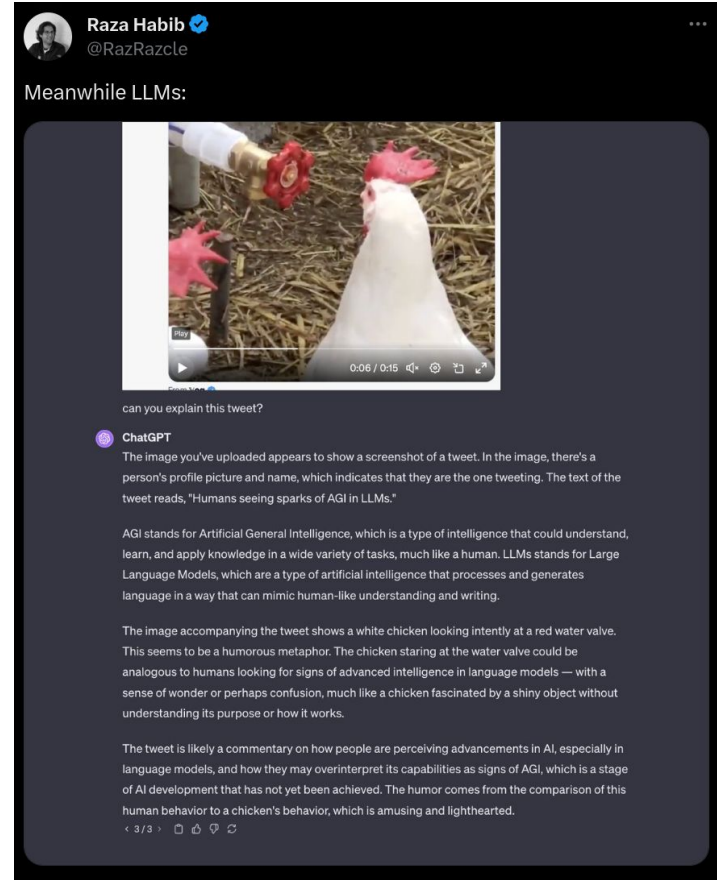 Raza Habib
@RazRazcle
Meanwhile LLMs:
Play
0:06 / 0:15
can you explain this tweet?
ChatGPT
The image you've uploaded appears to show a screenshot of a tweet. In the image, there's a
person's profile picture and name, which indicates that they are the one tweeting. The text of the
tweet reads, "Humans seeing sparks of AGI in LLMs."
AGI stands for Artificial General Intelligence, which is a type of intelligence that could understand,
learn, and apply knowledge in a wide variety of tasks, much like a human. LLMs stands for Large
Language Models, which are a type of artificial intelligence that processes and generates
language in a way that can mimic human-like understanding and writing.
The image accompanying the tweet shows a white chicken looking intently at a red water valve.
This seems to be a humorous metaphor. The chicken staring at the water valve could be
analogous to humans looking for signs of advanced intelligence in language models — with a
sense of wonder or perhaps confusion, much like a chicken fascinated by a shiny object without
understanding its purpose or how it works.
The tweet is likely a commentary on how people are perceiving advancements in AI, especially in
language models, and how they may overinterpret its capabilities as signs of AGI, which is a stage
of AI development that has not yet been achieved. The humor comes from the comparison of this
human behavior to a chicken's behavior, which is amusing and lighthearted.
< 3/3 >